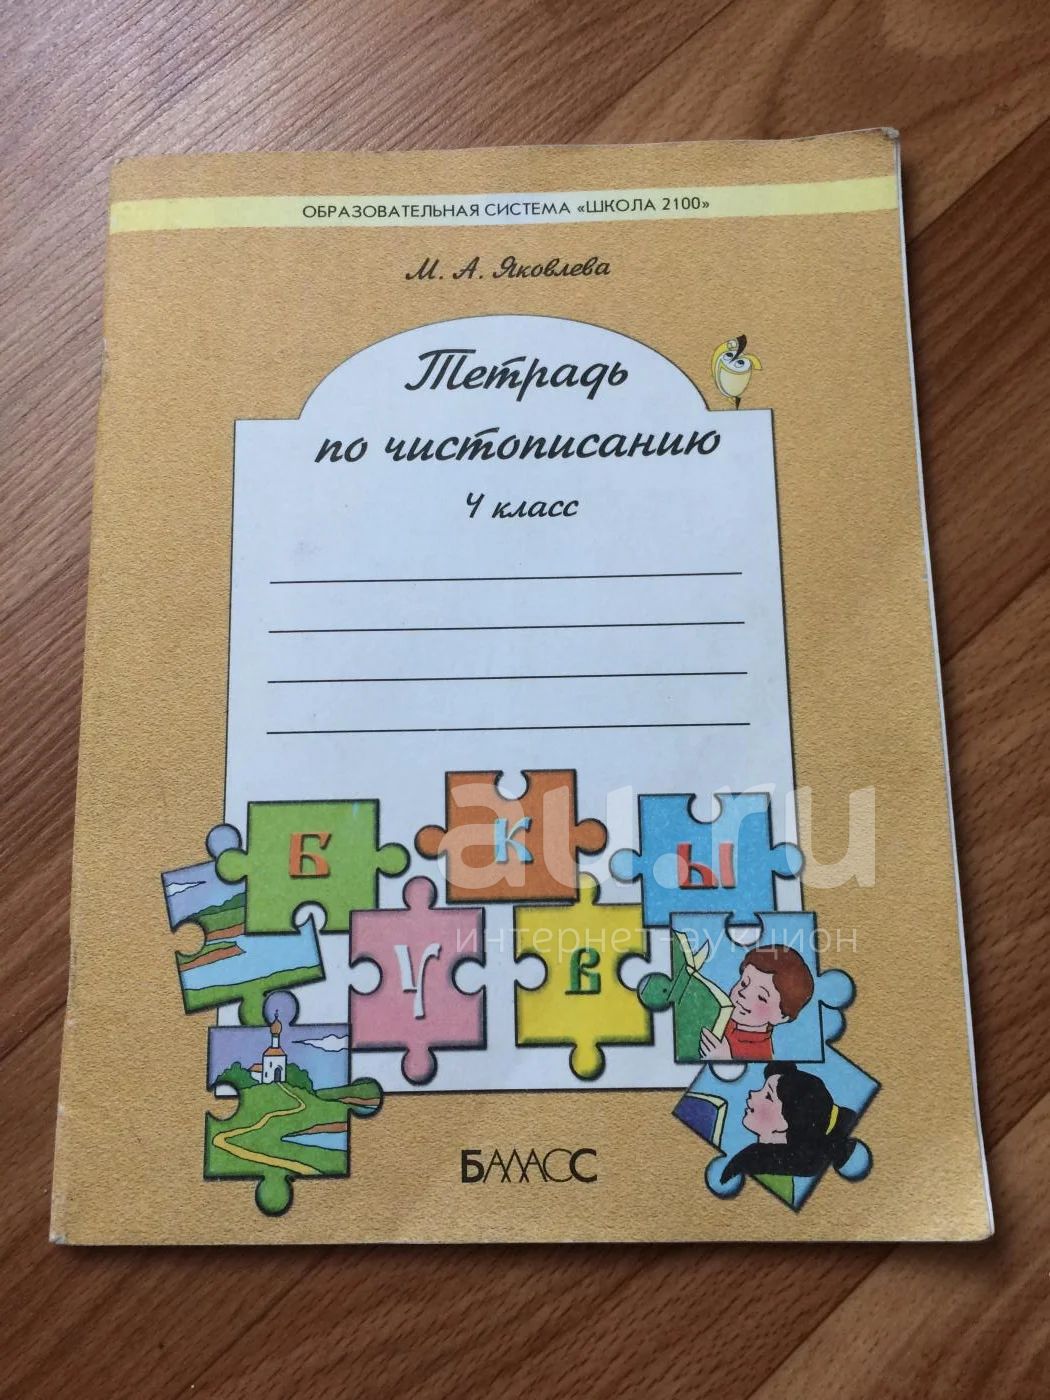 ОБРАЗОВАТЕЛЬНАЯ СИСТЕМА «ШКОЛА 2100»
М. А. Яковлева
Тетрадь
по чистописанию
4 класс
Б К Ы
У В
БАЛАСС
au.ru
интернет-аукцион